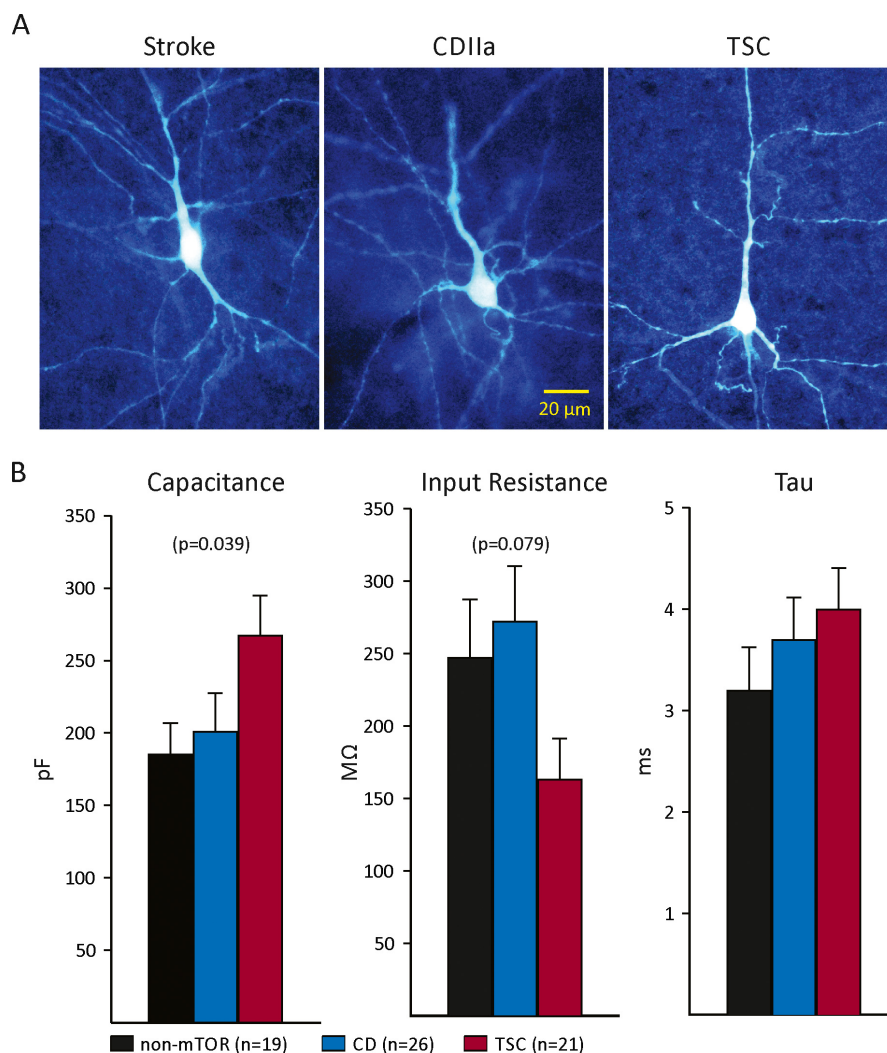 A
Stroke
CDIIa
TSC
20 µm
B
Capacitance
Input Resistance
Tau
350
300
250
200
150
100
50
pF
(p=0.039)
350
300
250
200
150
100
50
MΩ
(p=0.079)
5
4
3
2
1
ms
non-mTOR (n=19)
CD (n=26)
TSC (n=21)